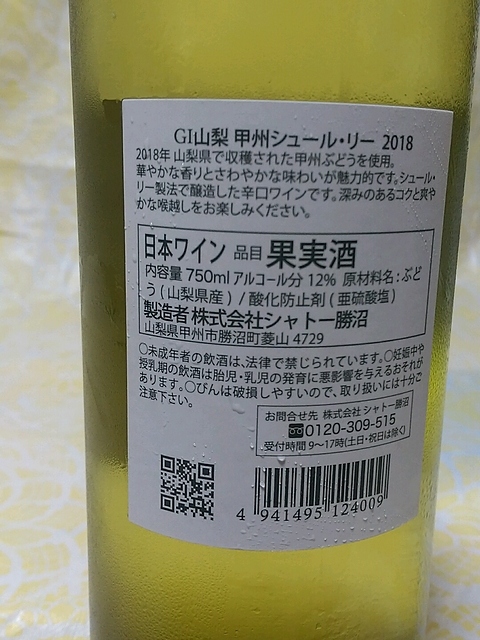 GI山梨 甲州シュール・リー 2018
2018年 山梨県で収穫された甲州ぶどうを使用。
華やかな香りとさわやかな味わいが魅力的です。シュール・
リー製法で醸造した辛口ワインです。深みのあるコクと爽や
かな喉越しをお楽しみください。
日本ワイン 品目 果実酒
内容量 750ml アルコール分 12% 原材料名:ぶど
う(山梨県産)/酸化防止剤(亜硫酸塩)
製造者 株式会社シャトー勝沼
山梨県甲州市勝沼町菱山 4729
○未成年者の飲酒は、法律で禁じられています。○妊娠中や
授乳期の飲酒は胎児・乳児の発育に悪影響を与えるおそれが
あります。○びんは破損しやすいので、取り扱いには十分ご
注意下さい。
お問合せ先 株式会社 シャトー勝沼
0120-309-515
受付時間 9～17時(土日・祝日は除く)
4 941495 124009